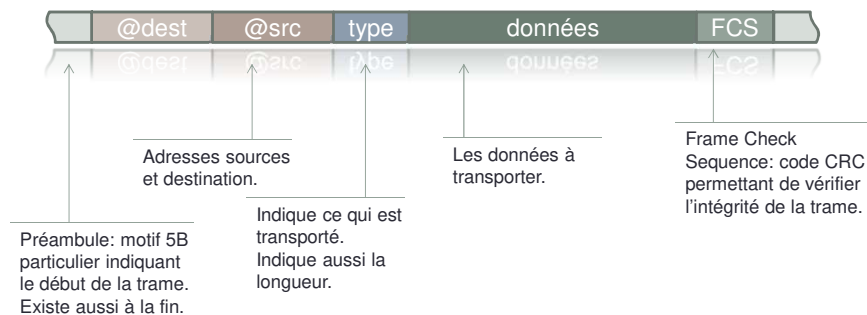 @dest @src type données FCS
Adresses sources
et destination.
Les données à
transporter.
Frame Check
Sequence: code CRC
permettant de vérifier
l'intégrité de la trame.
Indique ce qui est
transporté.
Indique aussi la
longueur.
Préambule: motif 5B
particulier indiquant
le début de la trame.
Existe aussi à la fin.